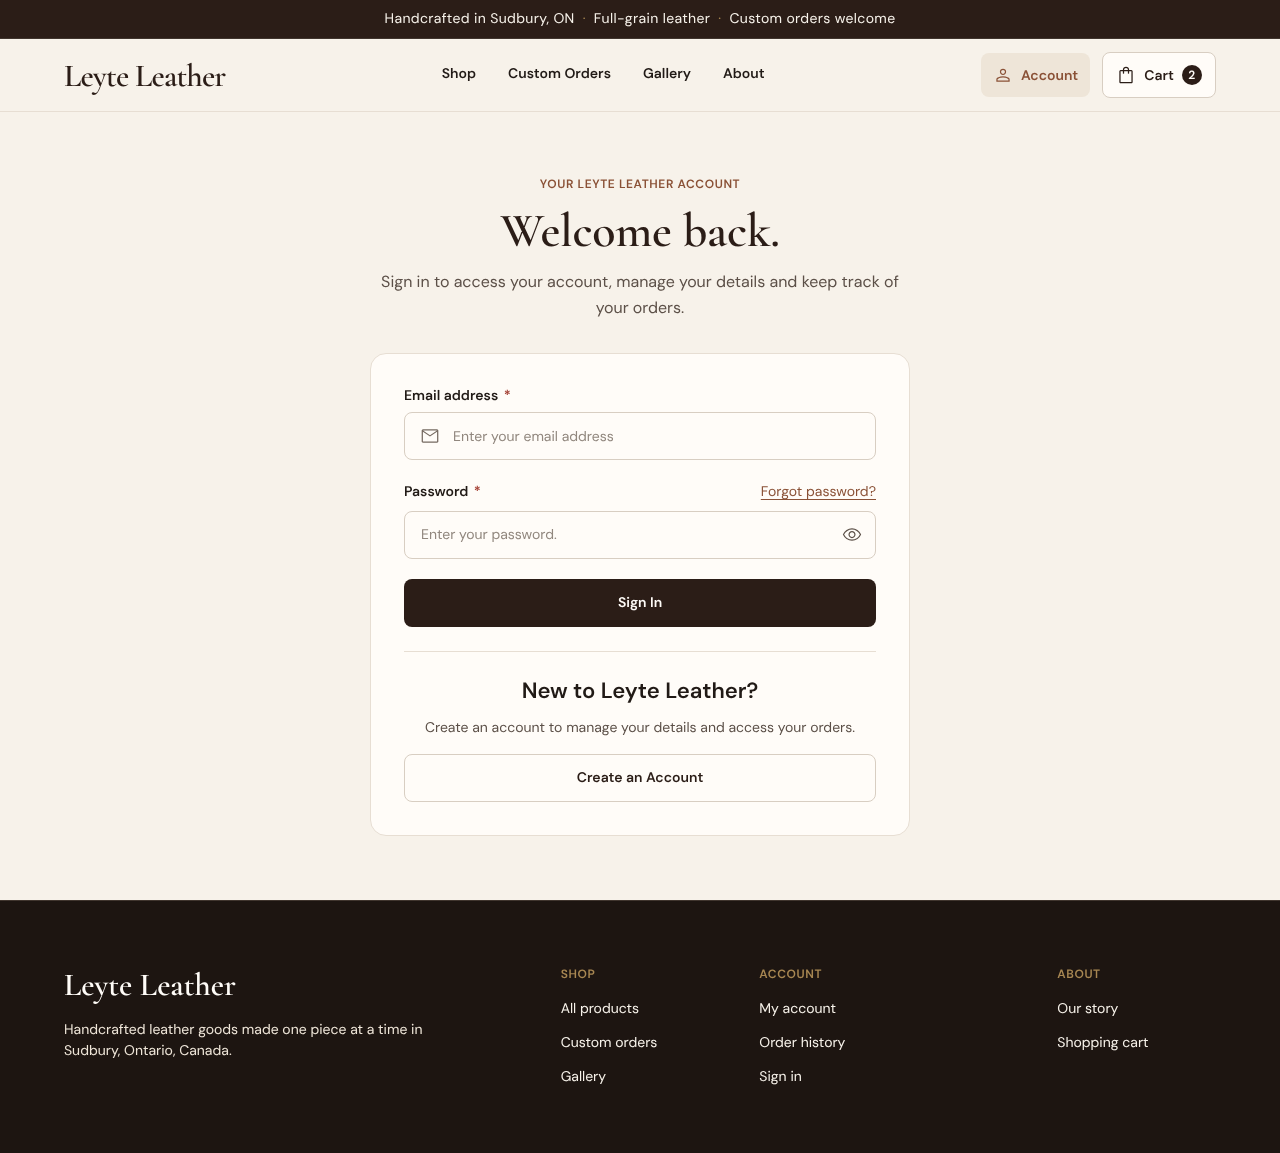 Handcrafted in Sudbury, ON · Full-grain leather · Custom orders welcome
Leyte Leather
Shop
Custom Orders
Gallery
About
Account
Cart 2
YOUR LEYTE LEATHER ACCOUNT
Welcome back.
Sign in to access your account, manage your details and keep track of
your orders.
Email address *
Enter your email address
Password *
Forgot password?
Enter your password.
Sign In
New to Leyte Leather?
Create an account to manage your details and access your orders.
Create an Account
Leyte Leather
Handcrafted leather goods made one piece at a time in
Sudbury, Ontario, Canada.
SHOP
All products
Custom orders
Gallery
ACCOUNT
My account
Order history
Sign in
ABOUT
Our story
Shopping cart